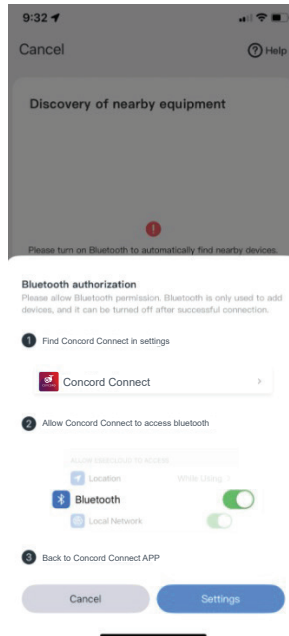 9:32
Cancel
Help
Discovery of nearby equipment
Please turn on Bluetooth to automatically find nearby devices.
Bluetooth authorization
Please allow Bluetooth permission. Bluetooth is only used to add
devices, and it can be turned off after successful connection.
1 Find Concord Connect in settings
Concord Connect
2 Allow Concord Connect to access bluetooth
TO ACCESS
Location While Using
Bluetooth
Local Network
3 Back to Concord Connect APP
Cancel Settings